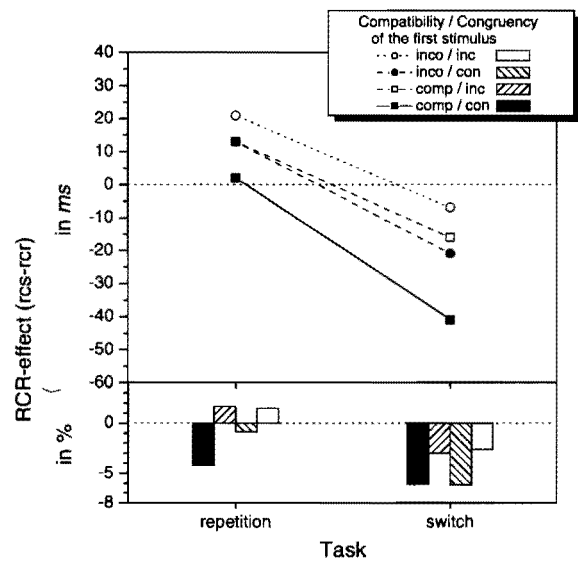 Compatibility / Congruency
of the first stimulus
inco / inc
inco / con
comp / inc
comp / con
40
30
20
10
0
-10
-20
-30
-40
-50
-60
0
-5
-8
RCR-effect (rcs-rcr)
in ms
in %
repetition
switch
Task